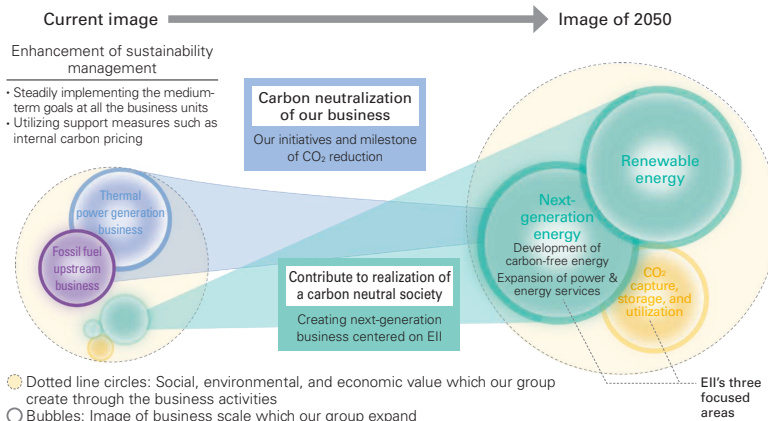 Current image
Image of 2050
Enhancement of sustainability
management
・Steadily implementing the medium-
term goals at all the business units
・Utilizing support measures such as
internal carbon pricing
Carbon neutralization
of our business
Our initiatives and milestone
of CO₂ reduction
Thermal
power generation
business
Fossil fuel
upstream
business
Contribute to realization of
a carbon neutral society
Creating next-generation
business centered on EII
Renewable
energy
Next-
generation
energy
Development of
carbon-free energy
Expansion of power &
energy services
CO₂
capture,
storage, and
utilization
EII's three
focused
areas
Dotted line circles: Social, environmental, and economic value which our group
create through the business activities
Bubbles: Image of business scale which our group expand